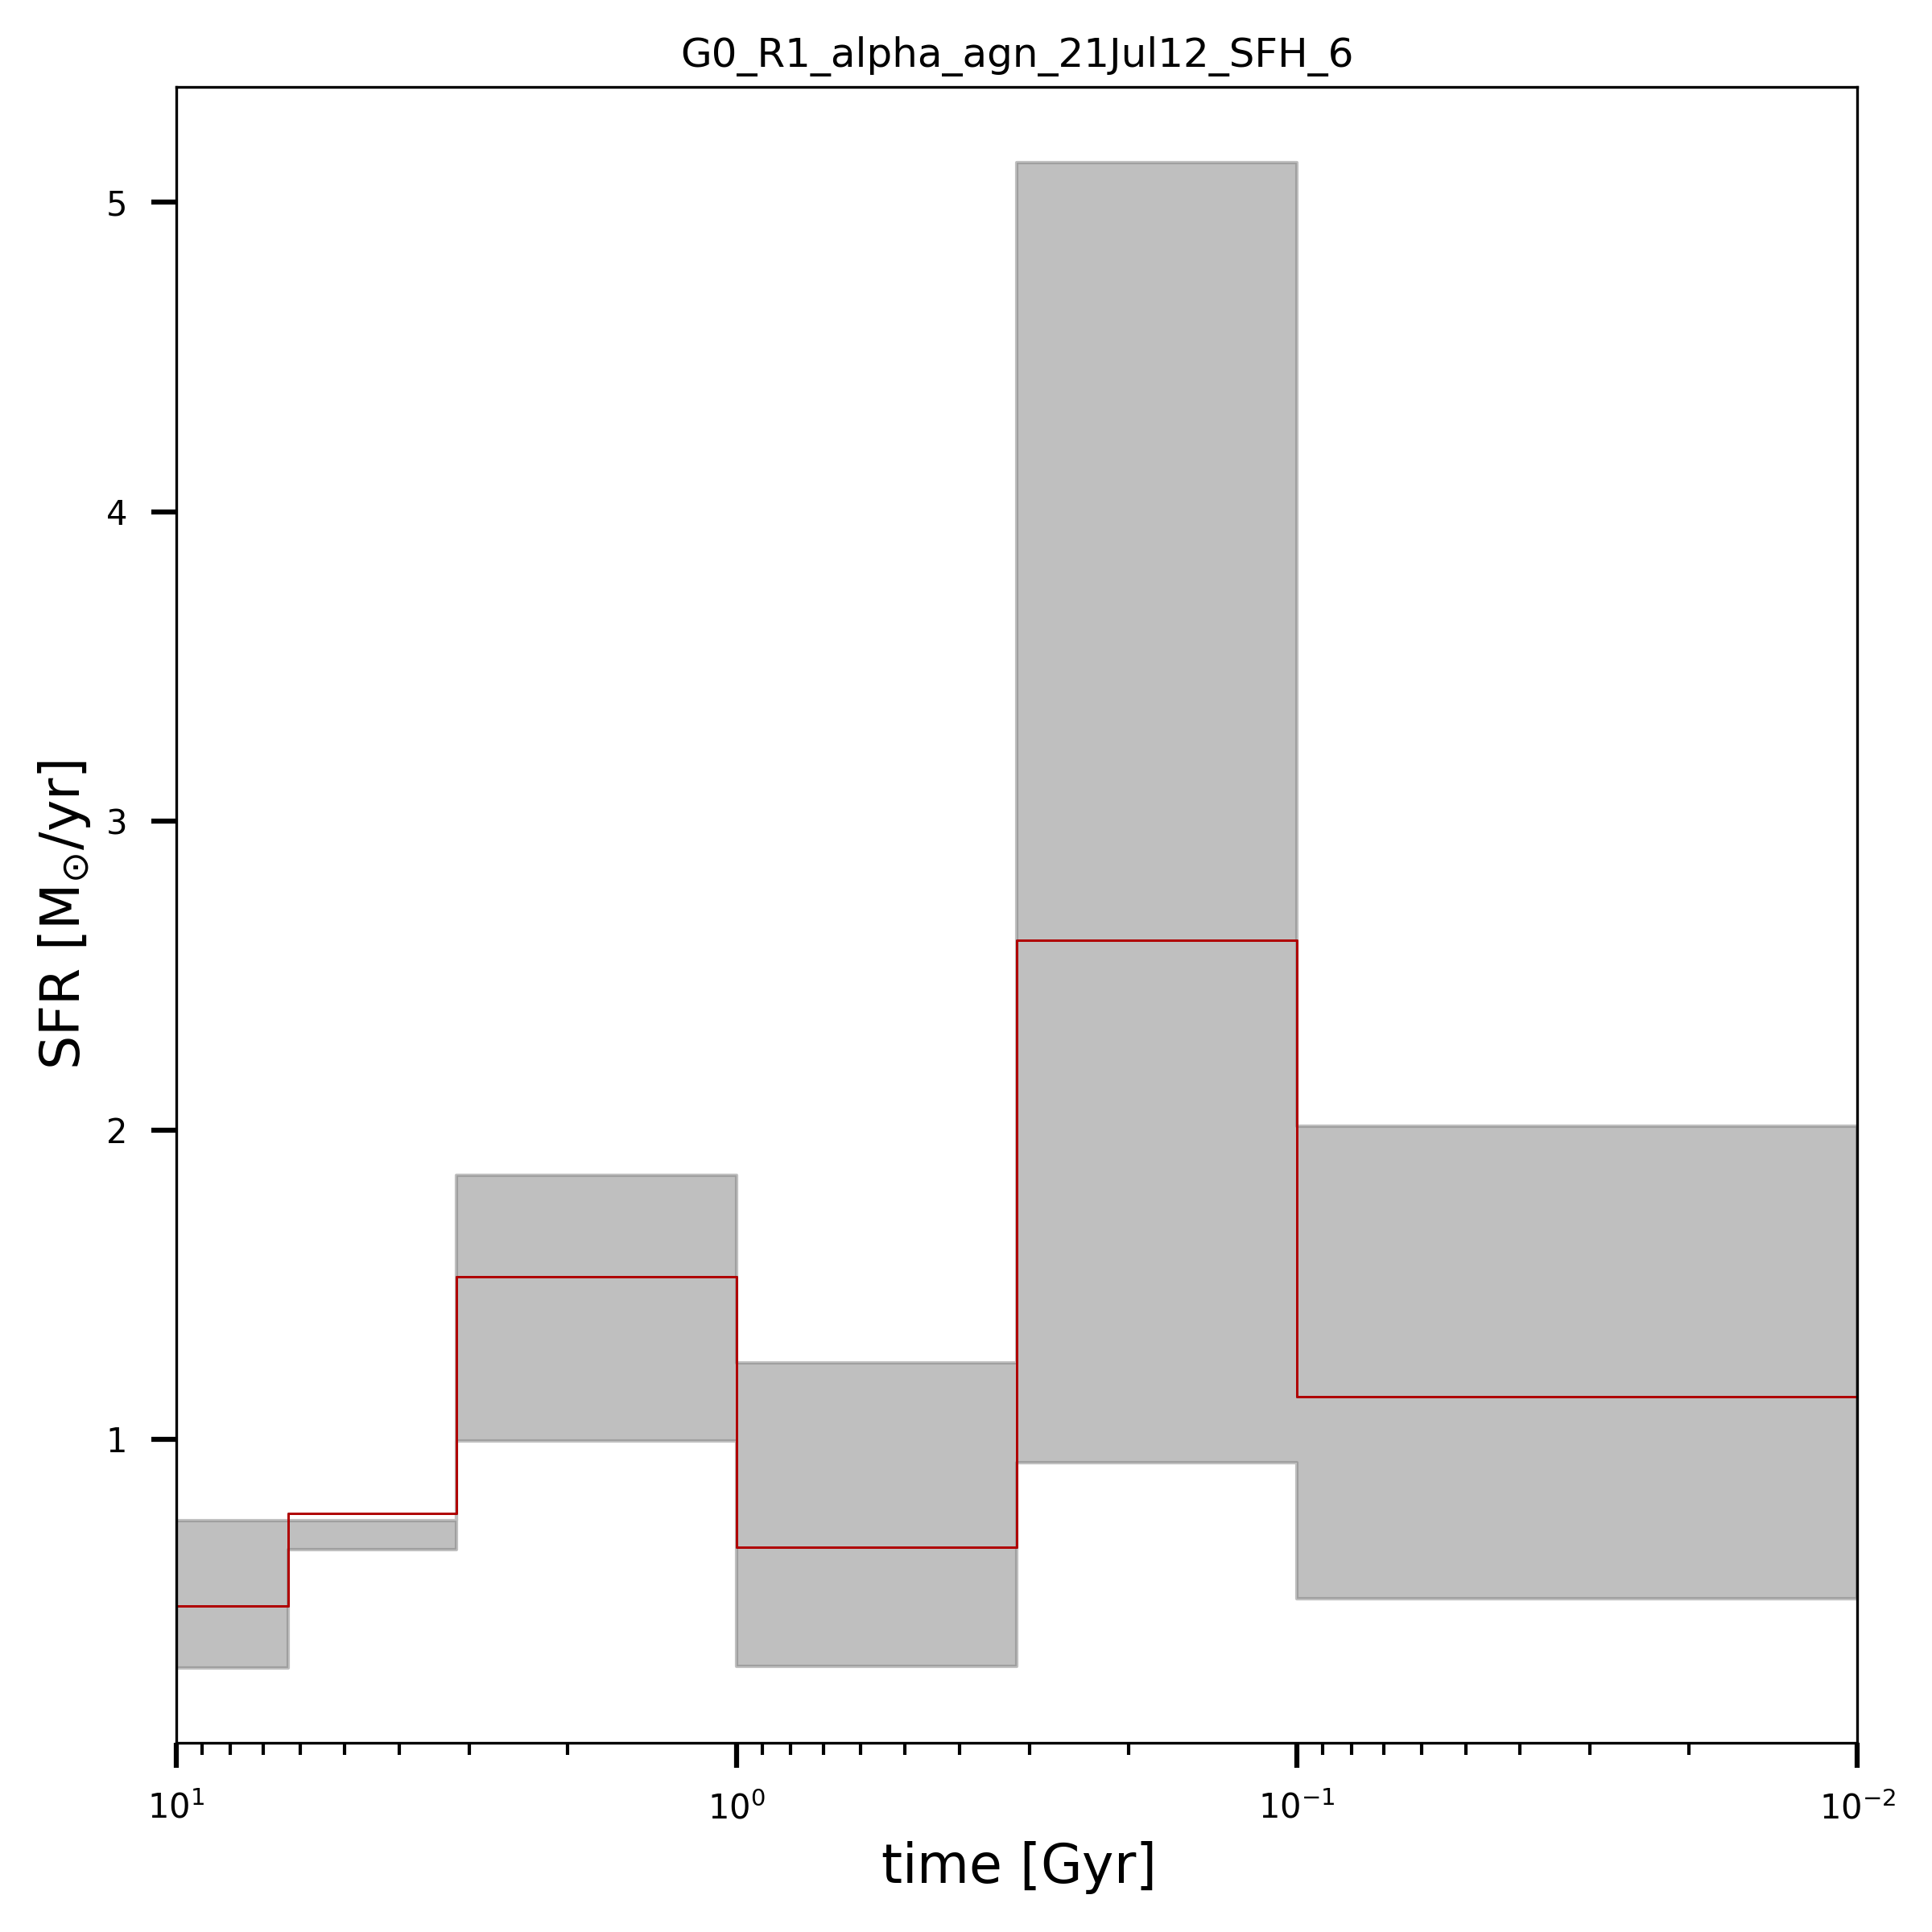 G0_R1_alpha_agn_21Jul12_SFH_6
5
4
3
2
1
SFR [M⊙/yr]
10¹ 10⁰ 10⁻¹ 10⁻²
time [Gyr]